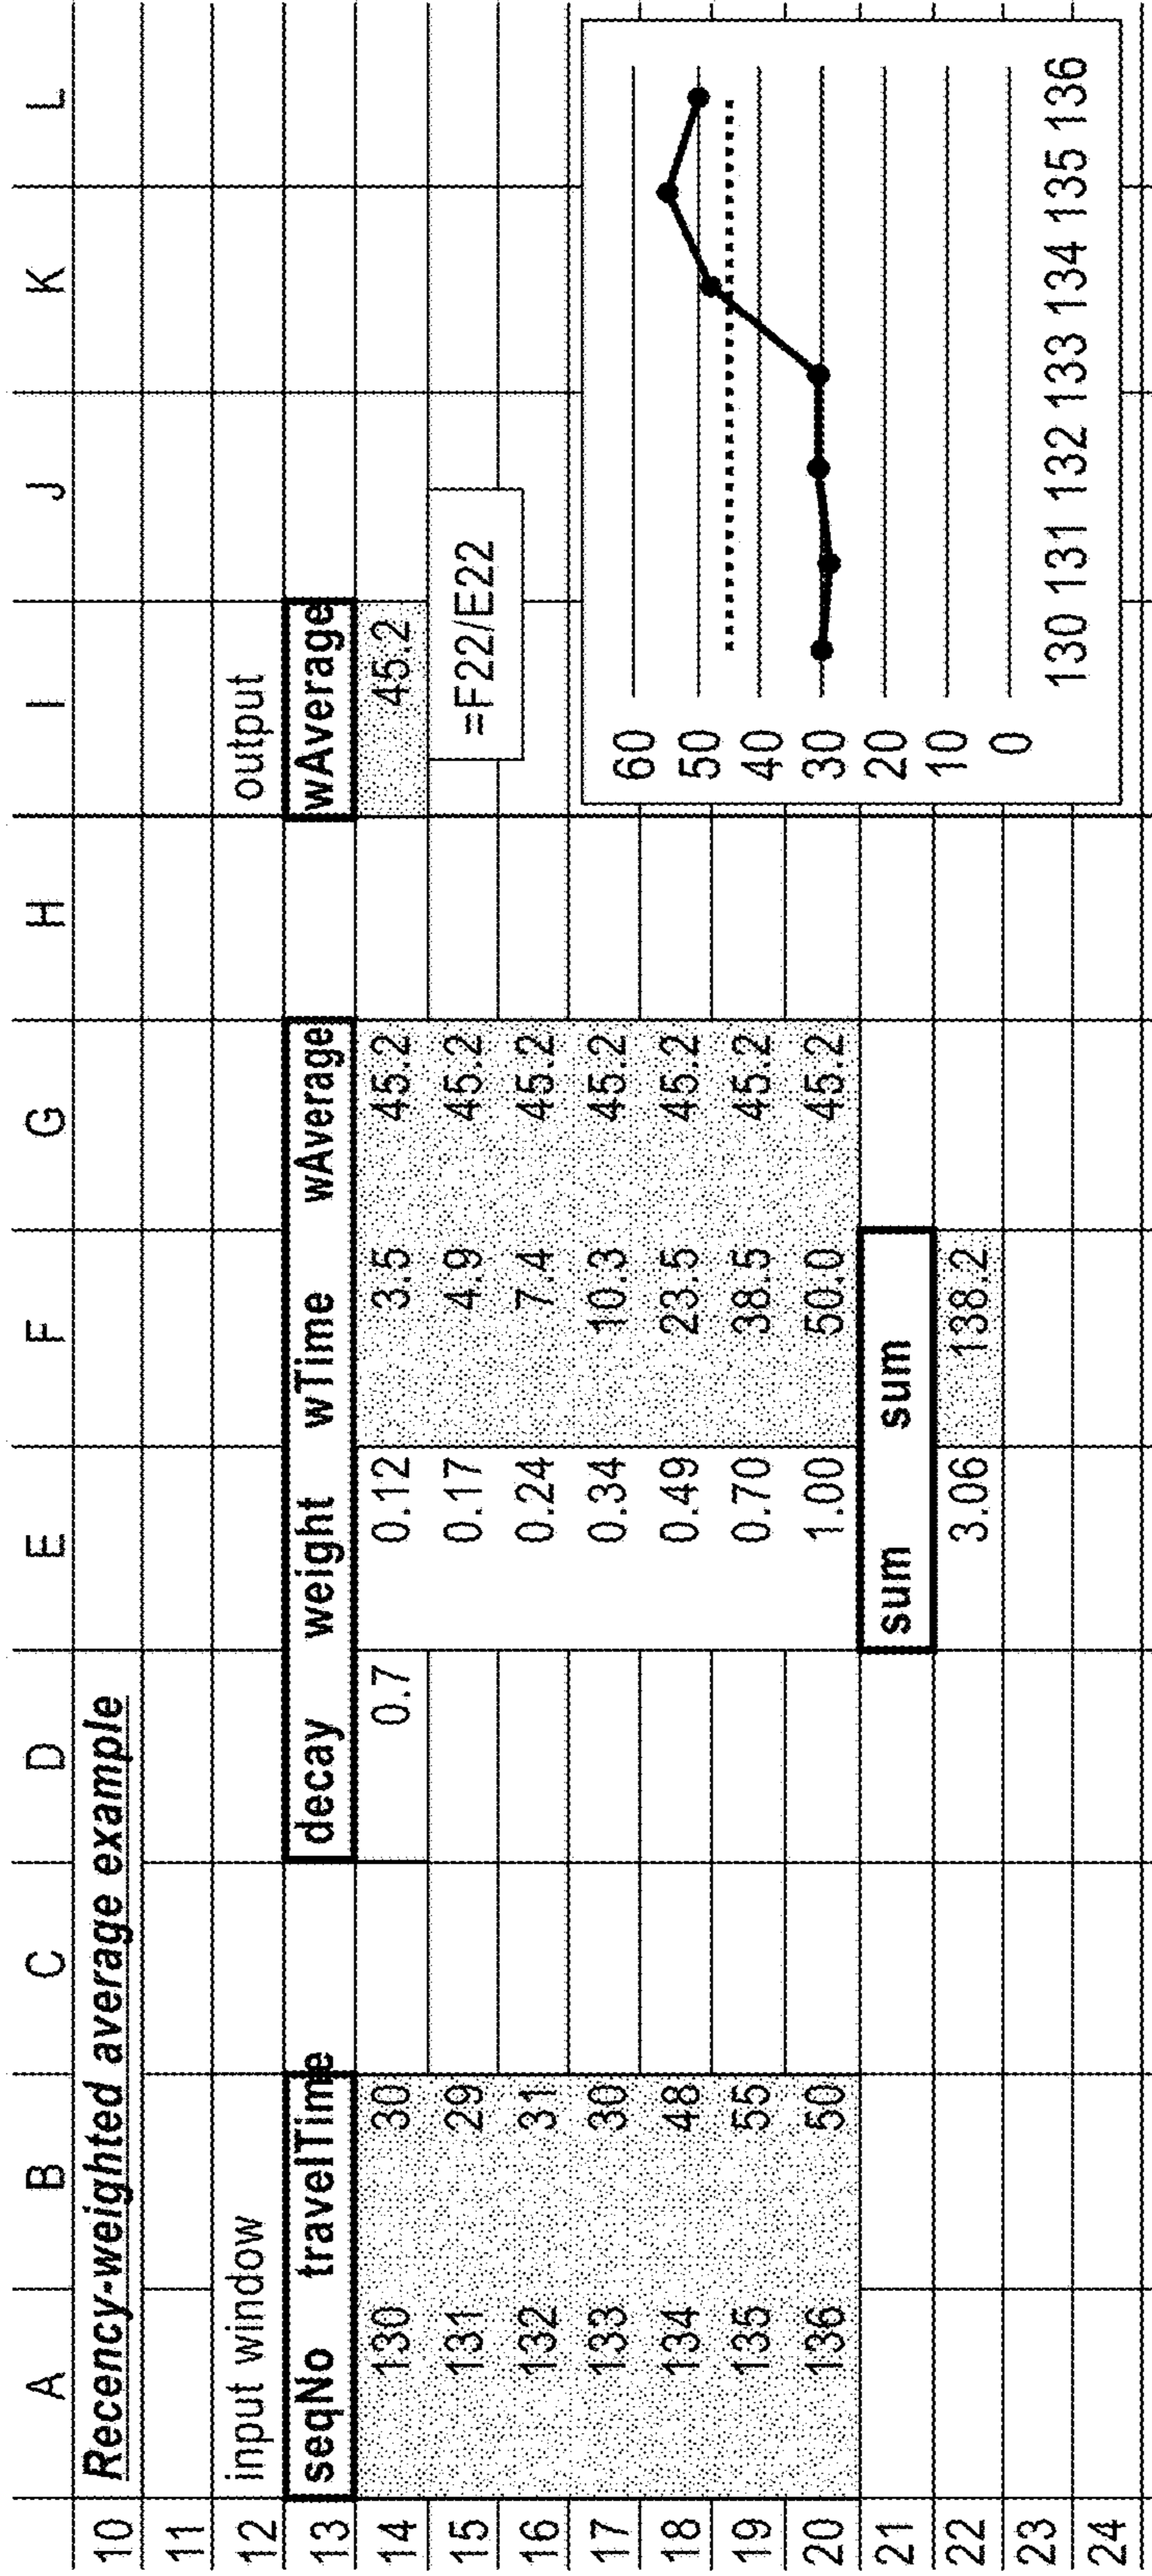 A B C D E F G H I J K L
10 Recency-weighted average example
11
12 input window output
13 seqNo travelTime decay weight wTime wAverage wAverage
14 130 30 0.7 0.12 3.5 45.2 45.2
15 131 29 0.17 4.9 45.2 =F22/E22
16 132 31 0.24 7.4 45.2
17 133 30 0.34 10.3 45.2
18 134 48 0.49 23.5 45.2
19 135 55 0.70 38.5 45.2
20 136 50 1.00 50.0 45.2
21 sum sum
22 3.06 138.2
23
24
60
50
40
30
20
10
0
130 131 132 133 134 135 136